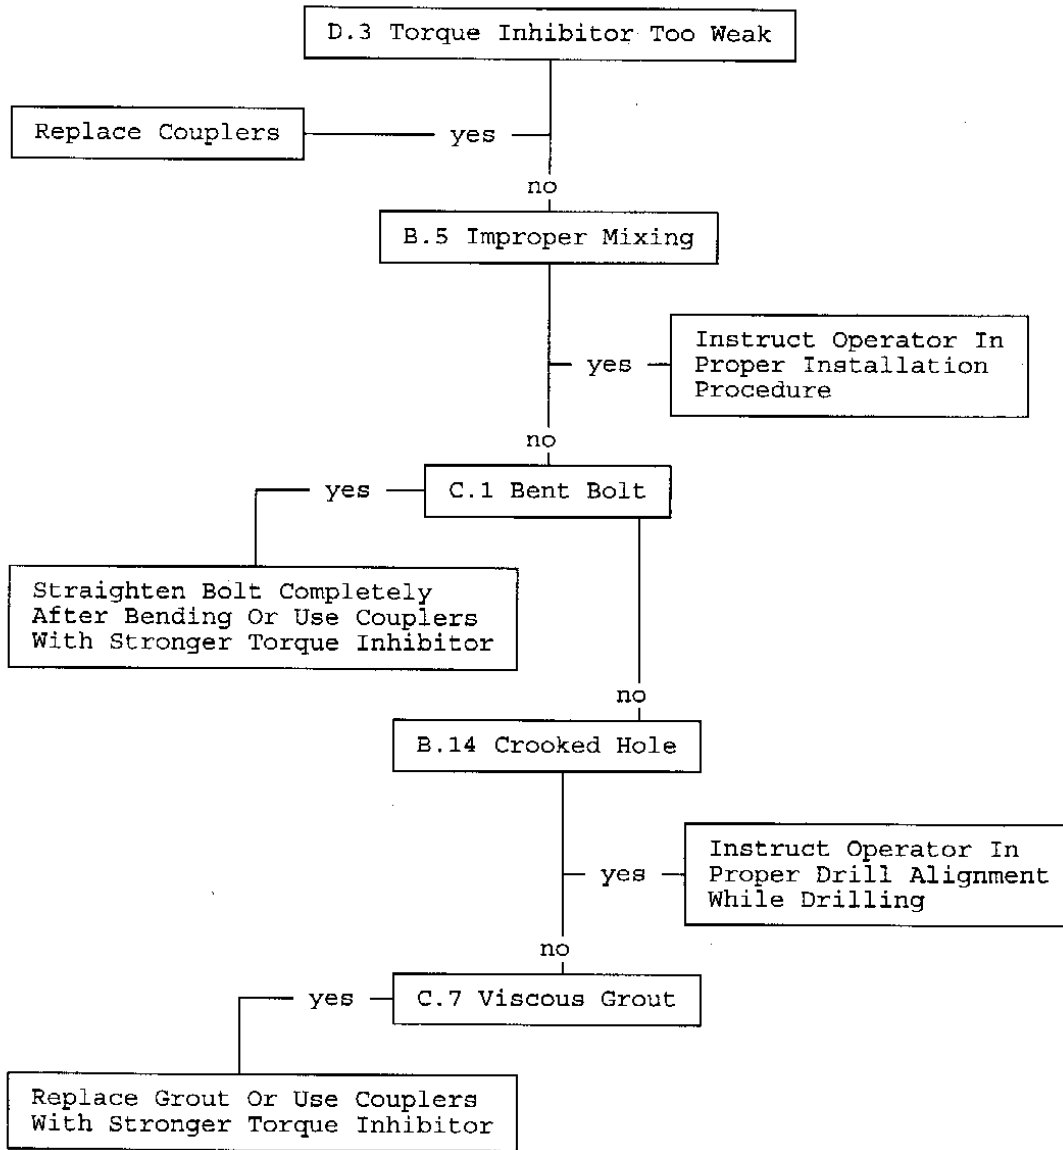 D.3 Torque Inhibitor Too Weak
Replace Couplers
yes
no
B.5 Improper Mixing
yes
Instruct Operator In
Proper Installation
Procedure
no
yes
C.1 Bent Bolt
Straighten Bolt Completely
After Bending Or Use Couplers
With Stronger Torque Inhibitor
no
B.14 Crooked Hole
yes
Instruct Operator In
Proper Drill Alignment
While Drilling
no
yes
C.7 Viscous Grout
Replace Grout Or Use Couplers
With Stronger Torque Inhibitor